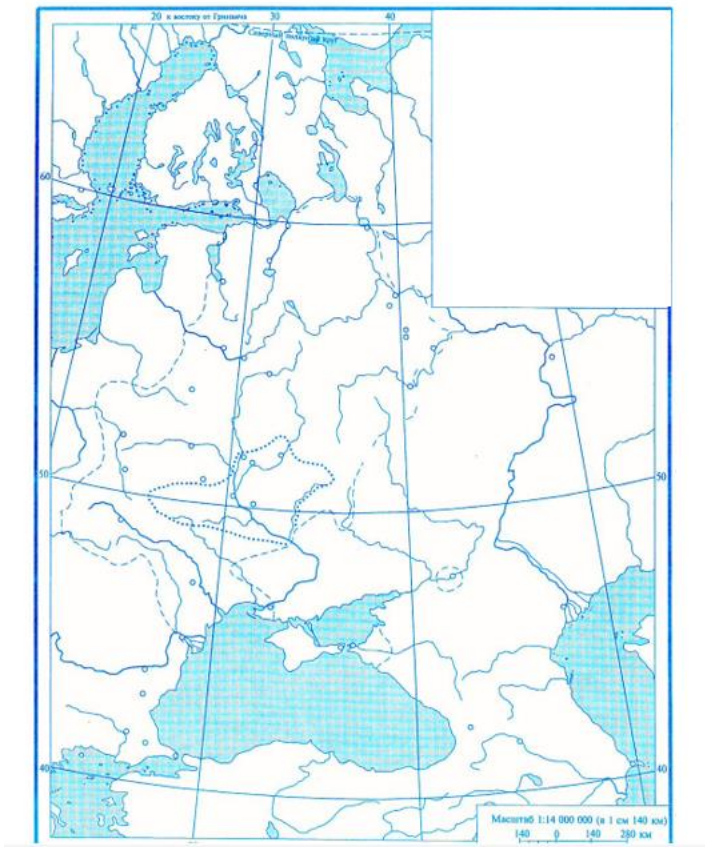 20 к востоку от Гринвича 30 40
Северный полярный круг
60
50 50
40 40
Масштаб 1:14 000 000 (в 1 см 140 км)
140 0 140 280 км